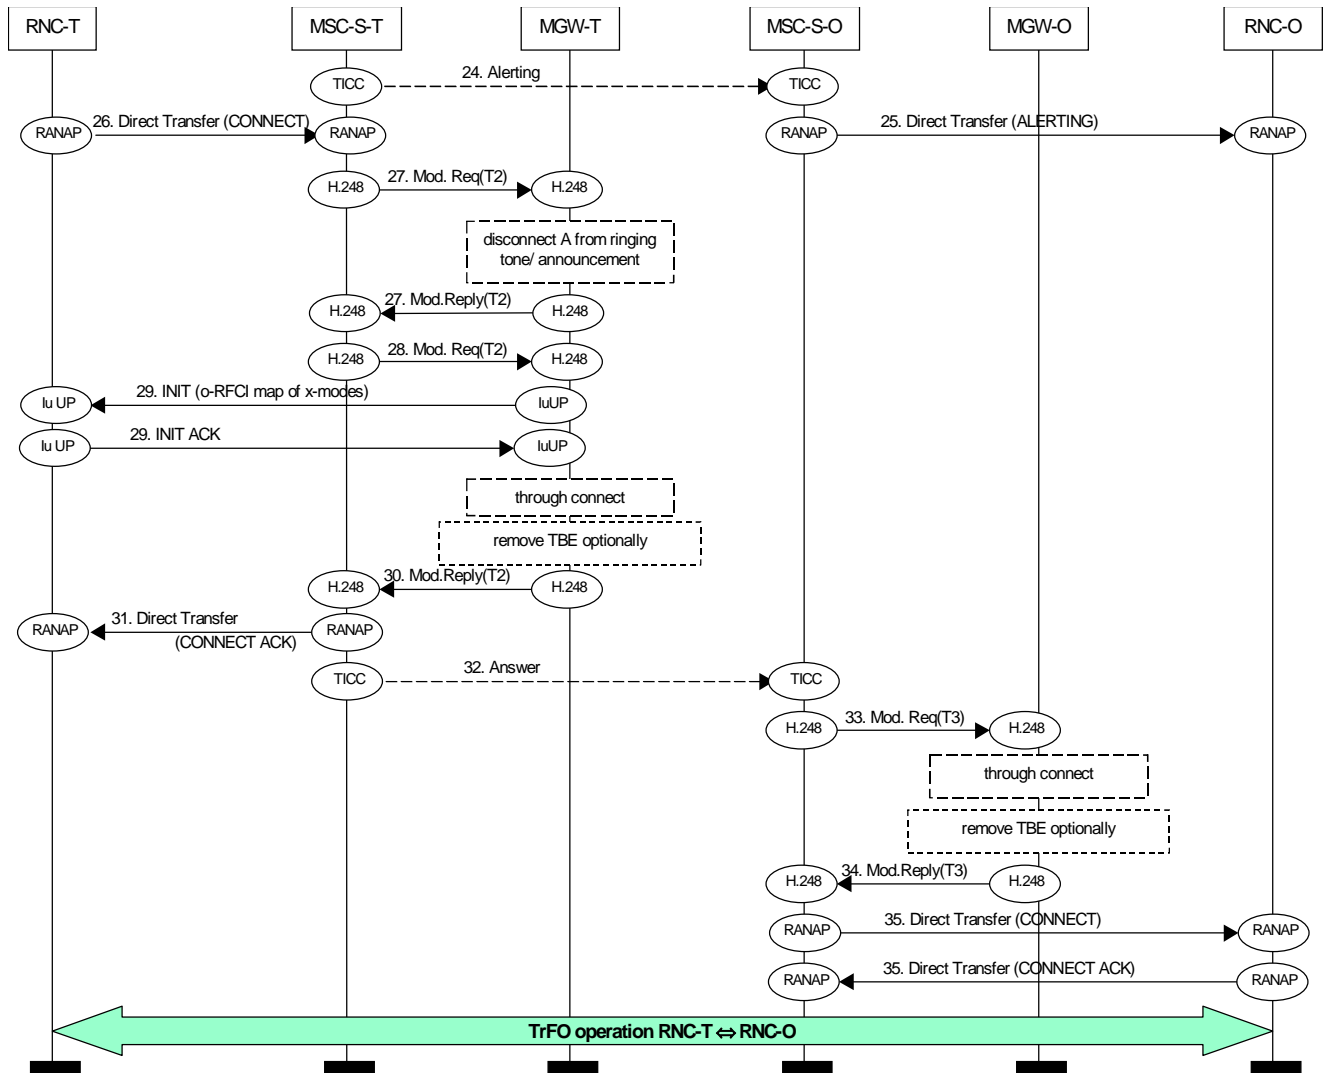 RNC-T MSC-S-T MGW-T MSC-S-O MGW-O RNC-O
TICC 24. Alerting TICC
RANAP 26. Direct Transfer (CONNECT) RANAP RANAP 25. Direct Transfer (ALERTING) RANAP
H.248 27. Mod. Req(T2) H.248
disconnect A from ringing
tone/ announcement
H.248 27. Mod.Reply(T2) H.248
H.248 28. Mod. Req(T2) H.248
Iu UP 29. INIT (o-RFCI map of x-modes) IuUP
Iu UP 29. INIT ACK IuUP
through connect
remove TBE optionally
H.248 30. Mod.Reply(T2) H.248
RANAP 31. Direct Transfer RANAP
(CONNECT ACK)
TICC 32. Answer TICC
H.248 33. Mod. Req(T3) H.248
through connect
remove TBE optionally
H.248 34. Mod.Reply(T3) H.248
RANAP 35. Direct Transfer (CONNECT) RANAP
RANAP 35. Direct Transfer (CONNECT ACK) RANAP
TrFO operation RNC-T ⇔ RNC-O